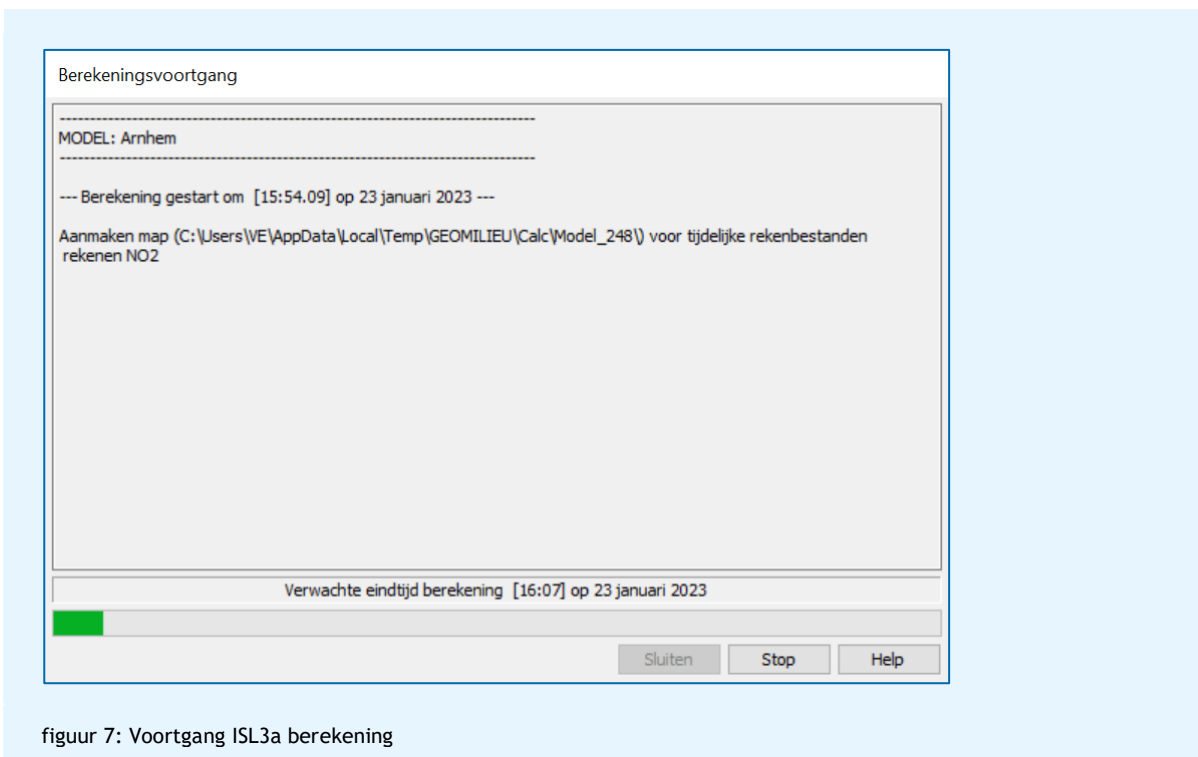 Berekeningsvoortgang
--------------------------------------------------------------------------------
MODEL: Arnhem
--------------------------------------------------------------------------------
--- Berekening gestart om  [15:54.09] op 23 januari 2023 ---
Aanmaken map (C:\Users\VE\AppData\Local\Temp\GEOMILIEU\Calc\Model_248\) voor tijdelijke rekenbestanden
rekenen NO2
Verwachte eindtijd berekening  [16:07] op 23 januari 2023
Sluiten Stop Help
figuur 7: Voortgang ISL3a berekening